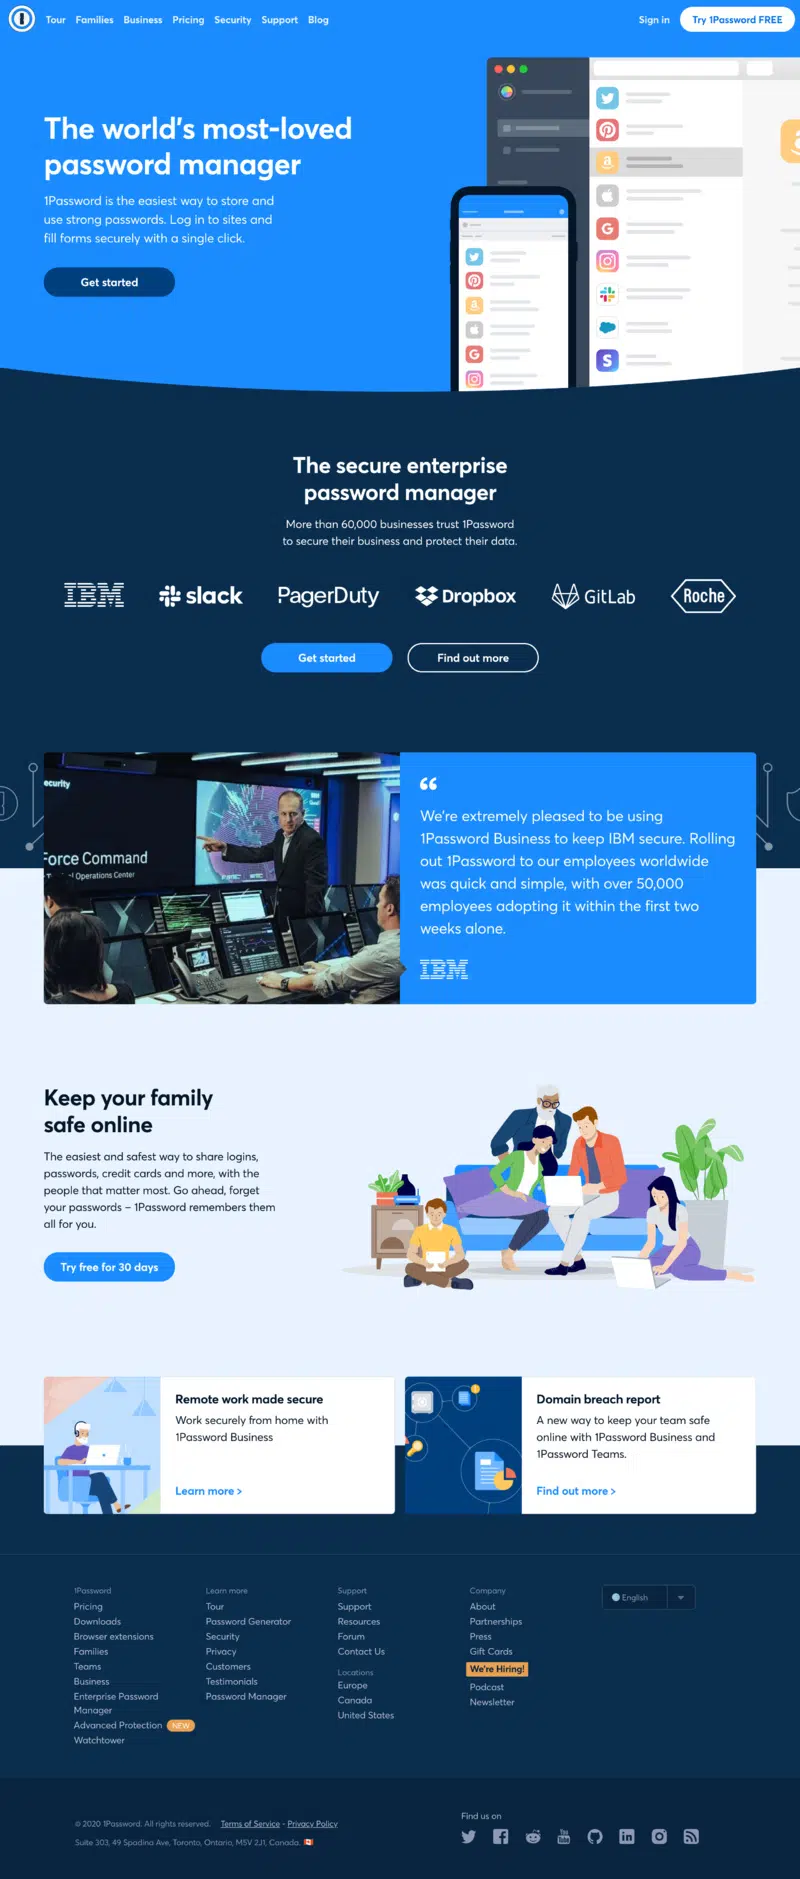 Tour Families Business Pricing Security Support Blog Sign in Try 1Password FREE
The world's most-loved
password manager
1Password is the easiest way to store and
use strong passwords. Log in to sites and
fill forms securely with a single click.
Get started
The secure enterprise
password manager
More than 60,000 businesses trust 1Password
to secure their business and protect their data.
IBM slack PagerDuty Dropbox GitLab Roche
Get started Find out more
ecurity
Force Command
Operations Center
“
We're extremely pleased to be using
1Password Business to keep IBM secure. Rolling
out 1Password to our employees worldwide
was quick and simple, with over 50,000
employees adopting it within the first two
weeks alone.
IBM
Keep your family
safe online
The easiest and safest way to share logins,
passwords, credit cards and more, with the
people that matter most. Go ahead, forget
your passwords – 1Password remembers them
all for you.
Try free for 30 days
Remote work made secure
Work securely from home with
1Password Business
Learn more >
Domain breach report
A new way to keep your team safe
online with 1Password Business and
1Password Teams.
Find out more >
1Password
Pricing
Downloads
Browser extensions
Families
Teams
Business
Enterprise Password
Manager
Advanced Protection NEW
Watchtower
Learn more
Tour
Password Generator
Security
Privacy
Customers
Testimonials
Password Manager
Support
Support
Resources
Forum
Contact Us
Locations
Europe
Canada
United States
Company
About
Partnerships
Press
Gift Cards
We're Hiring!
Podcast
Newsletter
English
© 2020 1Password. All rights reserved. Terms of Service - Privacy Policy
Suite 303, 49 Spadina Ave, Toronto, Ontario, M5V 2J1, Canada.
Find us on